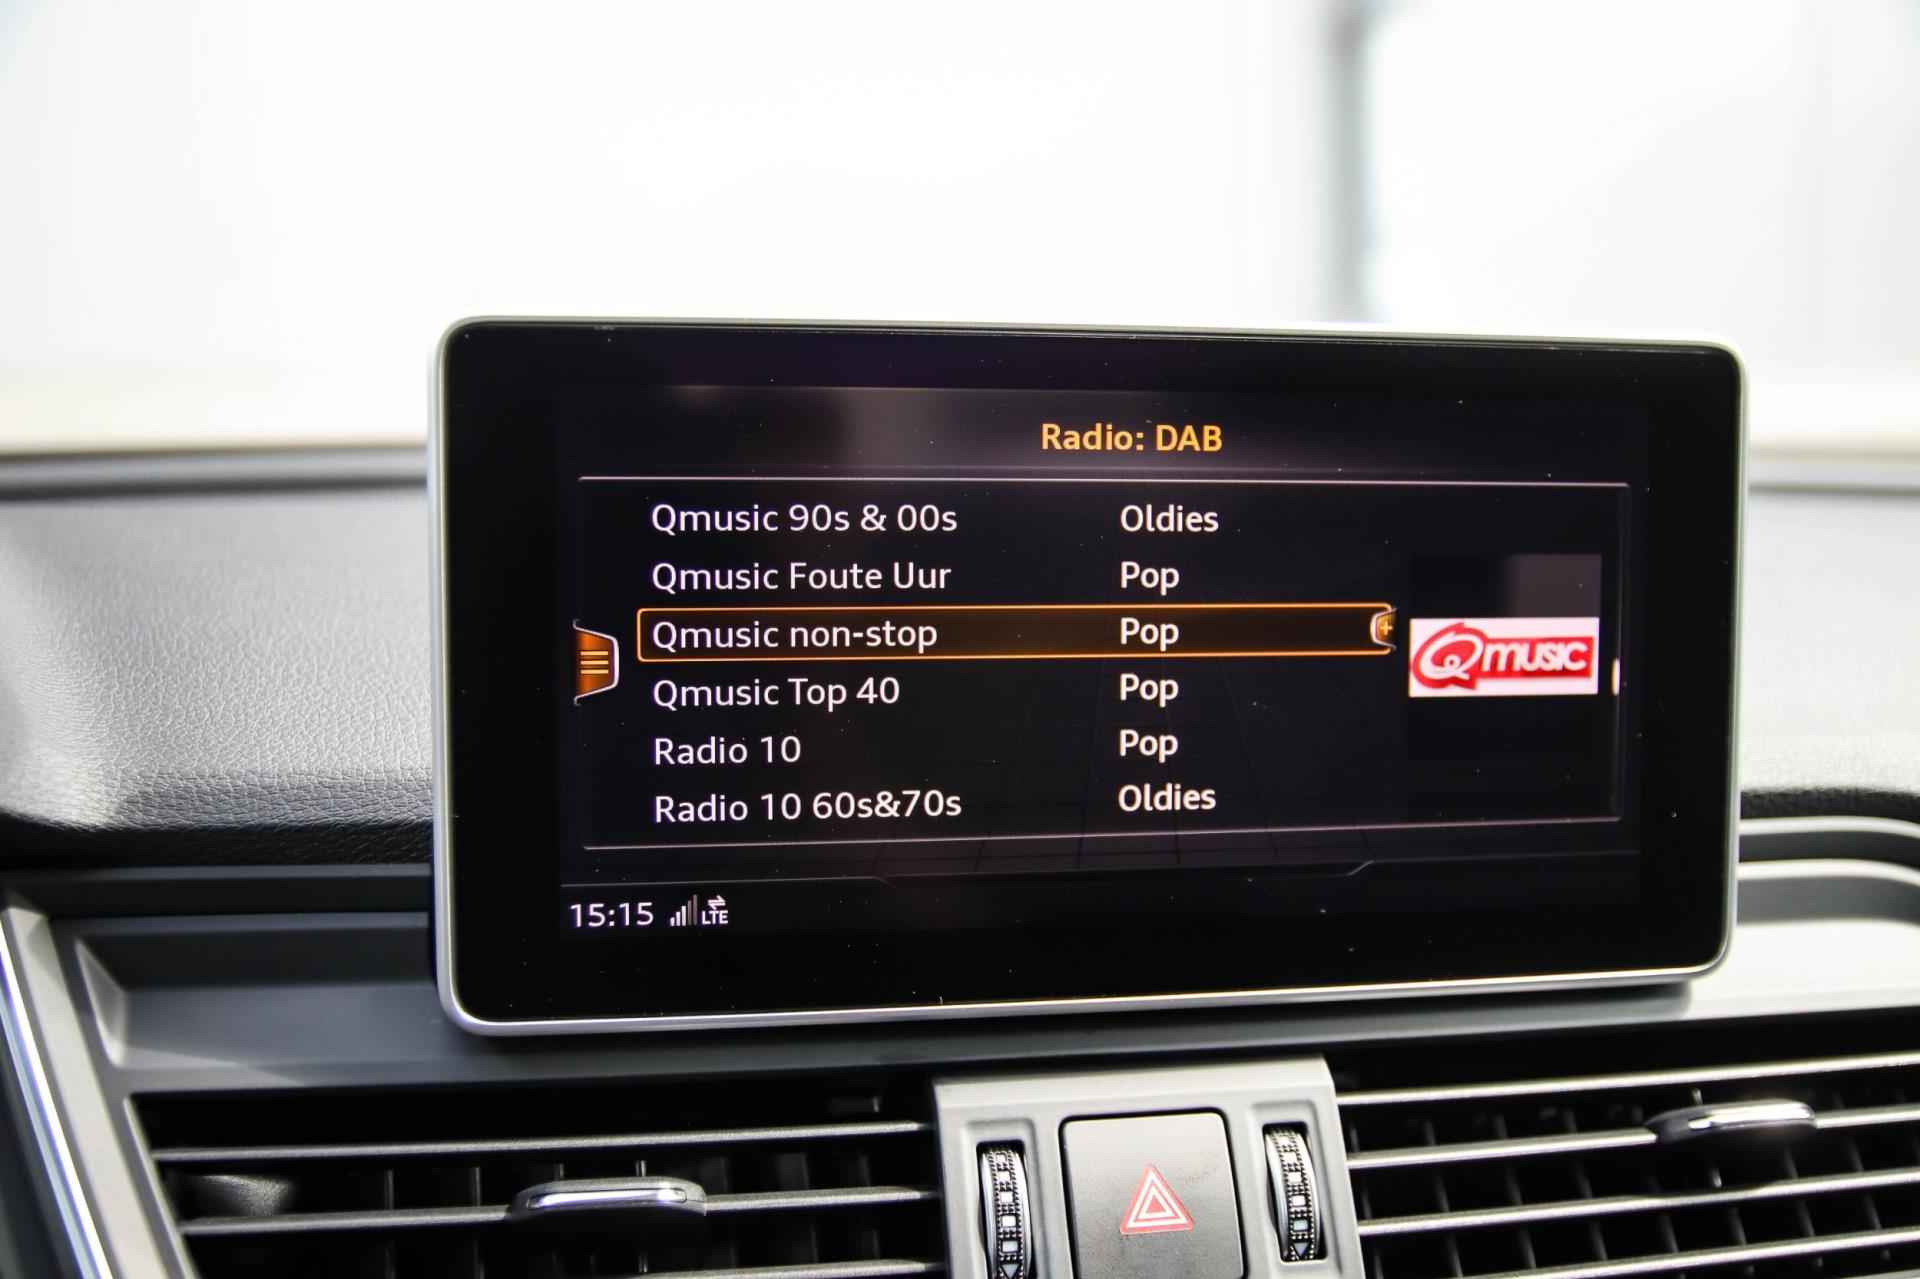 Radio: DAB
Qmusic 90s & 00s Oldies
Qmusic Foute Uur Pop
Qmusic non-stop Pop
Qmusic Top 40 Pop
Radio 10 Pop
Radio 10 60s&70s Oldies
Qmusic
15:15 LTE